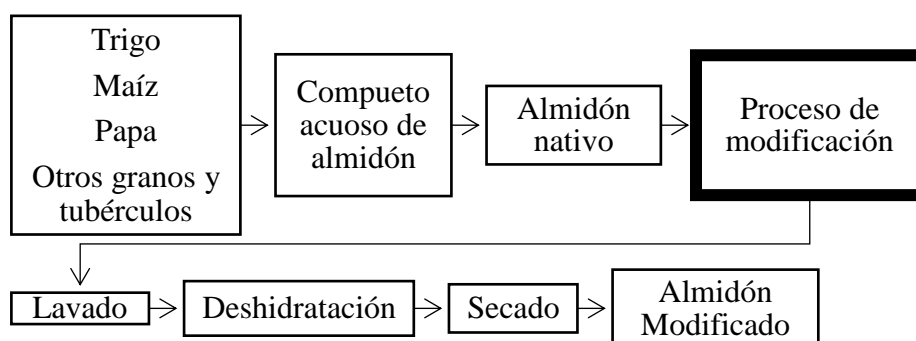 Trigo
Maíz
Papa
Otros granos y
tubérculos
Compueto
acuoso de
almidón
Almidón
nativo
Proceso de
modificación
Lavado
Deshidratación
Secado
Almidón
Modificado